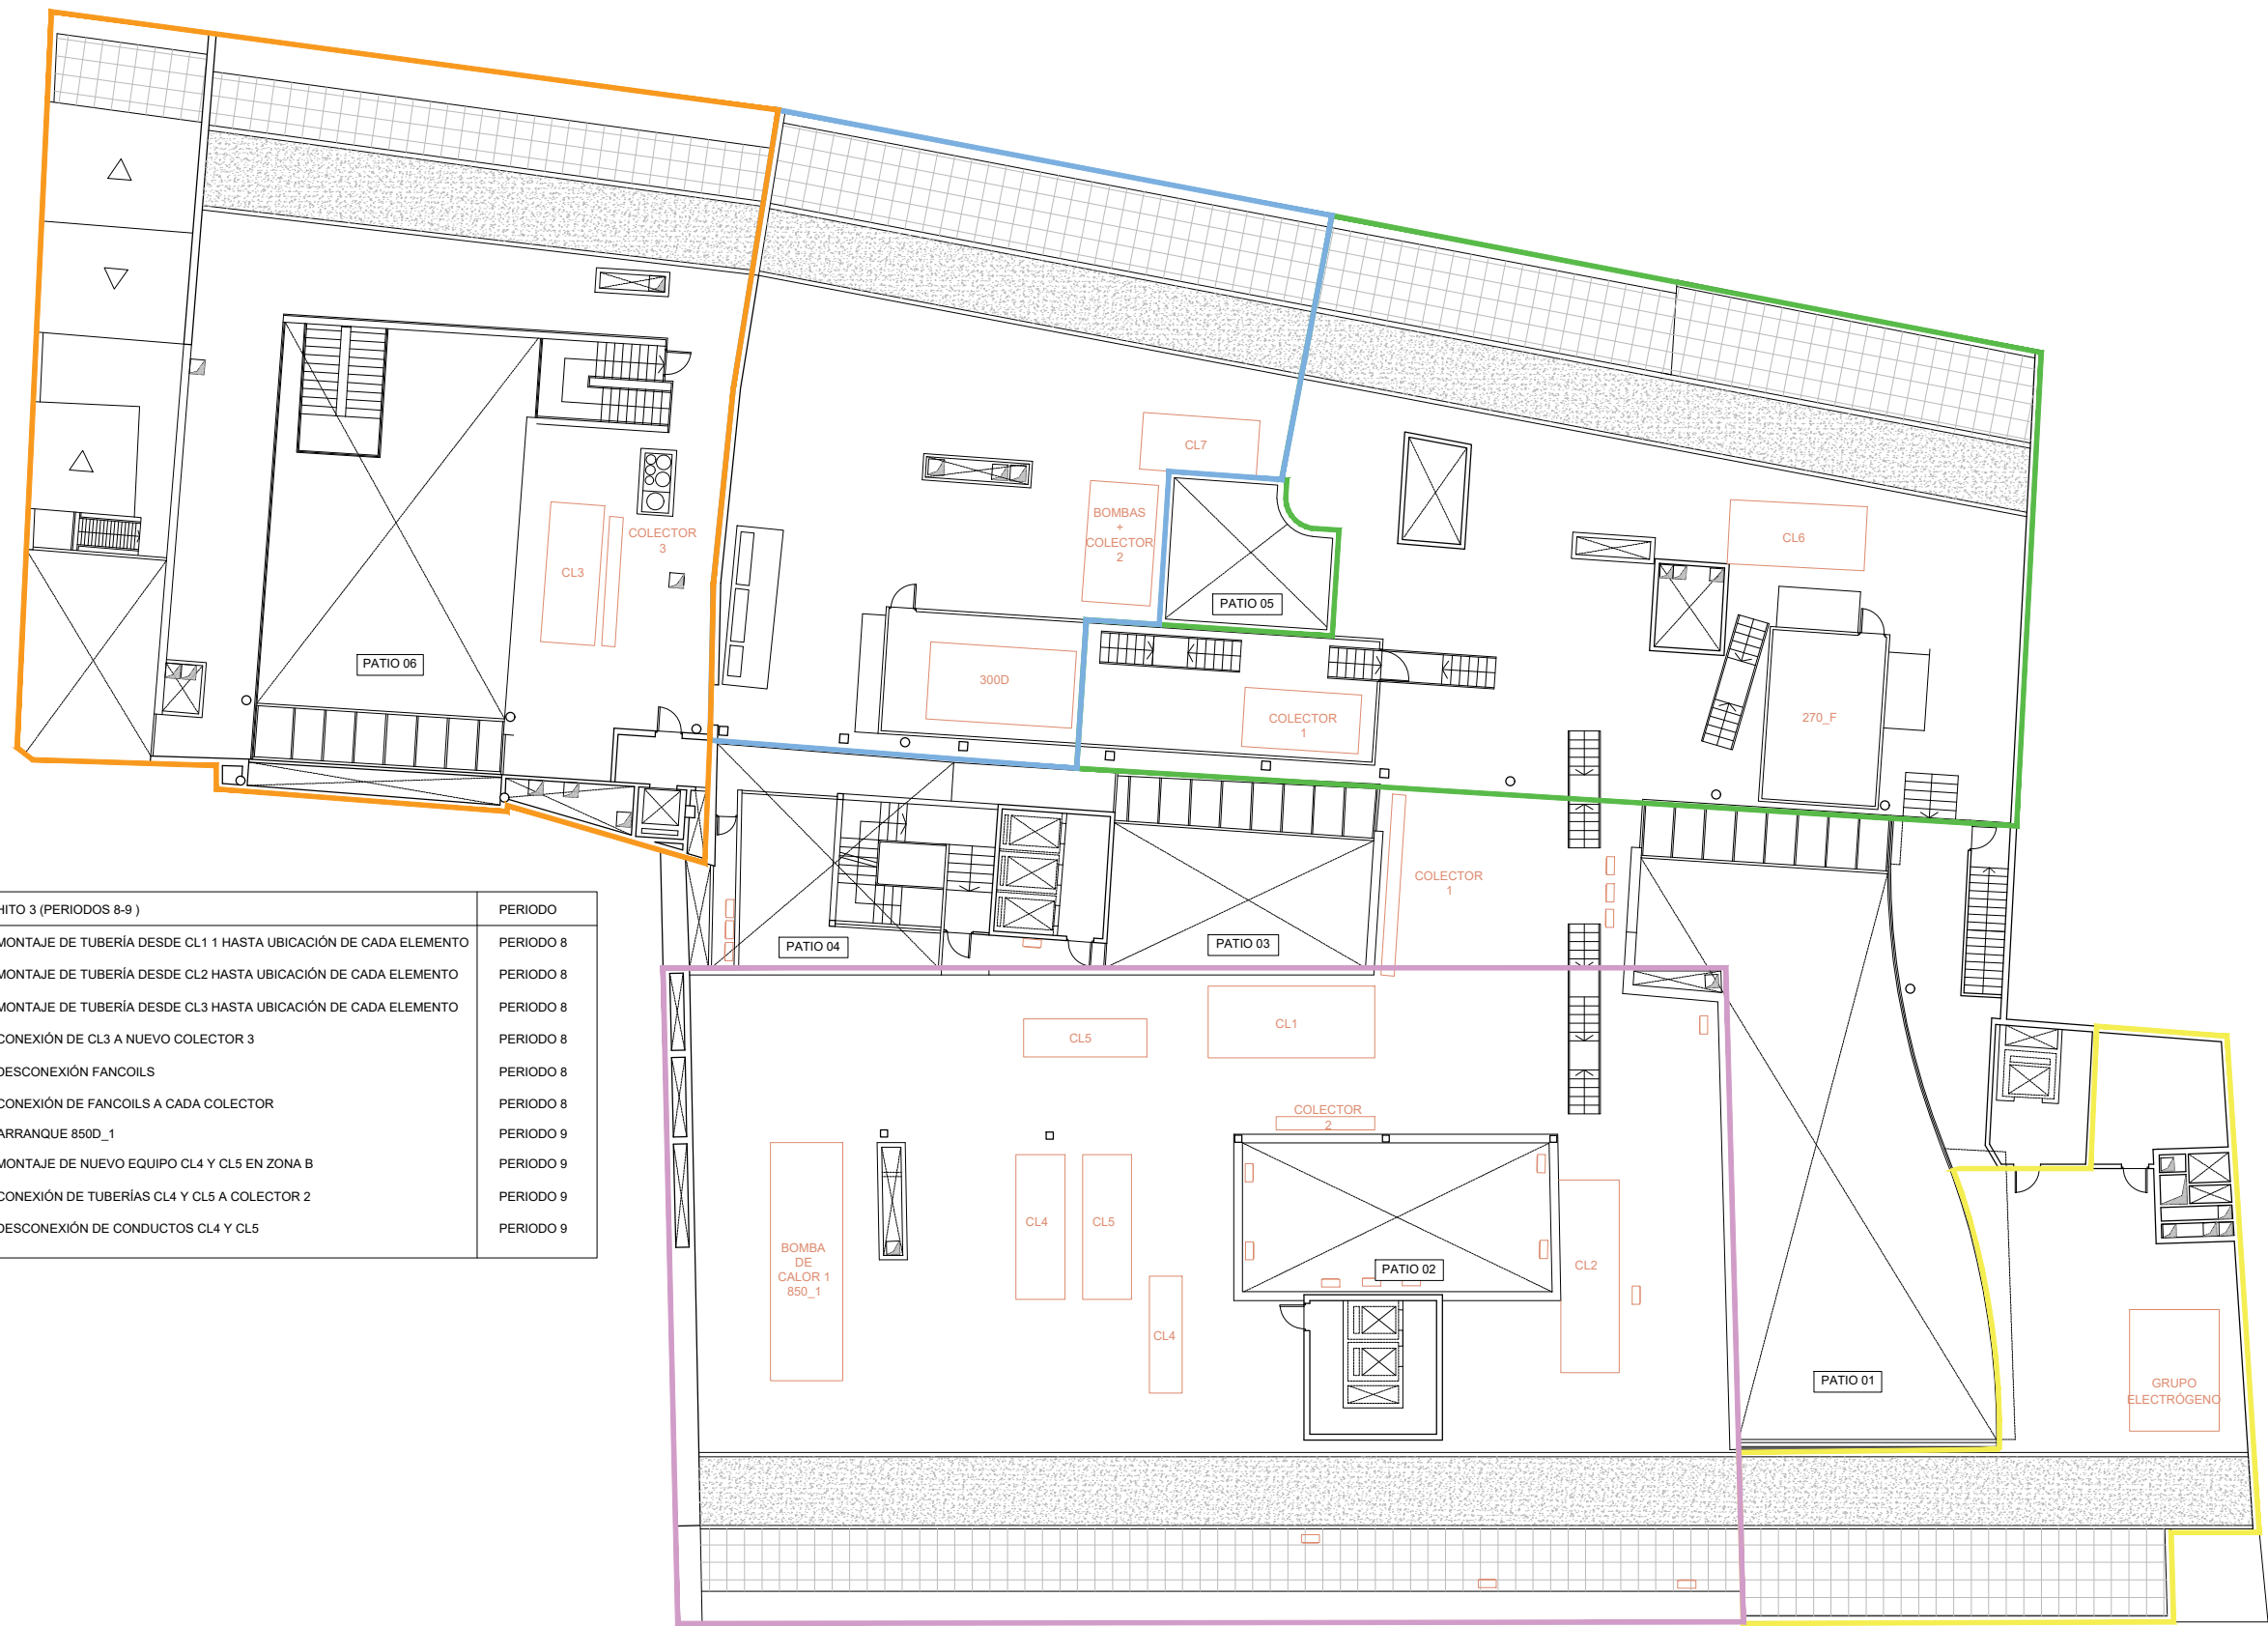 CL7
BOMBAS
+
COLECTOR
2
COLECTOR
3
CL3
CL6
PATIO 05
PATIO 06
300D
COLECTOR
1
270_F
COLECTOR
1
PATIO 04
PATIO 03
HITO 3 (PERIODOS 8-9 ) PERIODO
MONTAJE DE TUBERÍA DESDE CL1 1 HASTA UBICACIÓN DE CADA ELEMENTO PERIODO 8
MONTAJE DE TUBERÍA DESDE CL2 HASTA UBICACIÓN DE CADA ELEMENTO PERIODO 8
MONTAJE DE TUBERÍA DESDE CL3 HASTA UBICACIÓN DE CADA ELEMENTO PERIODO 8
CONEXIÓN DE CL3 A NUEVO COLECTOR 3 PERIODO 8
DESCONEXIÓN FANCOILS PERIODO 8
CONEXIÓN DE FANCOILS A CADA COLECTOR PERIODO 8
ARRANQUE 850D_1 PERIODO 9
MONTAJE DE NUEVO EQUIPO CL4 Y CL5 EN ZONA B PERIODO 9
CONEXIÓN DE TUBERÍAS CL4 Y CL5 A COLECTOR 2 PERIODO 9
DESCONEXIÓN DE CONDUCTOS CL4 Y CL5 PERIODO 9
CL5
CL1
COLECTOR
2
CL4
CL5
BOMBA
DE
CALOR 1
850_1
PATIO 02
CL2
CL4
PATIO 01
GRUPO
ELECTRÓGENO